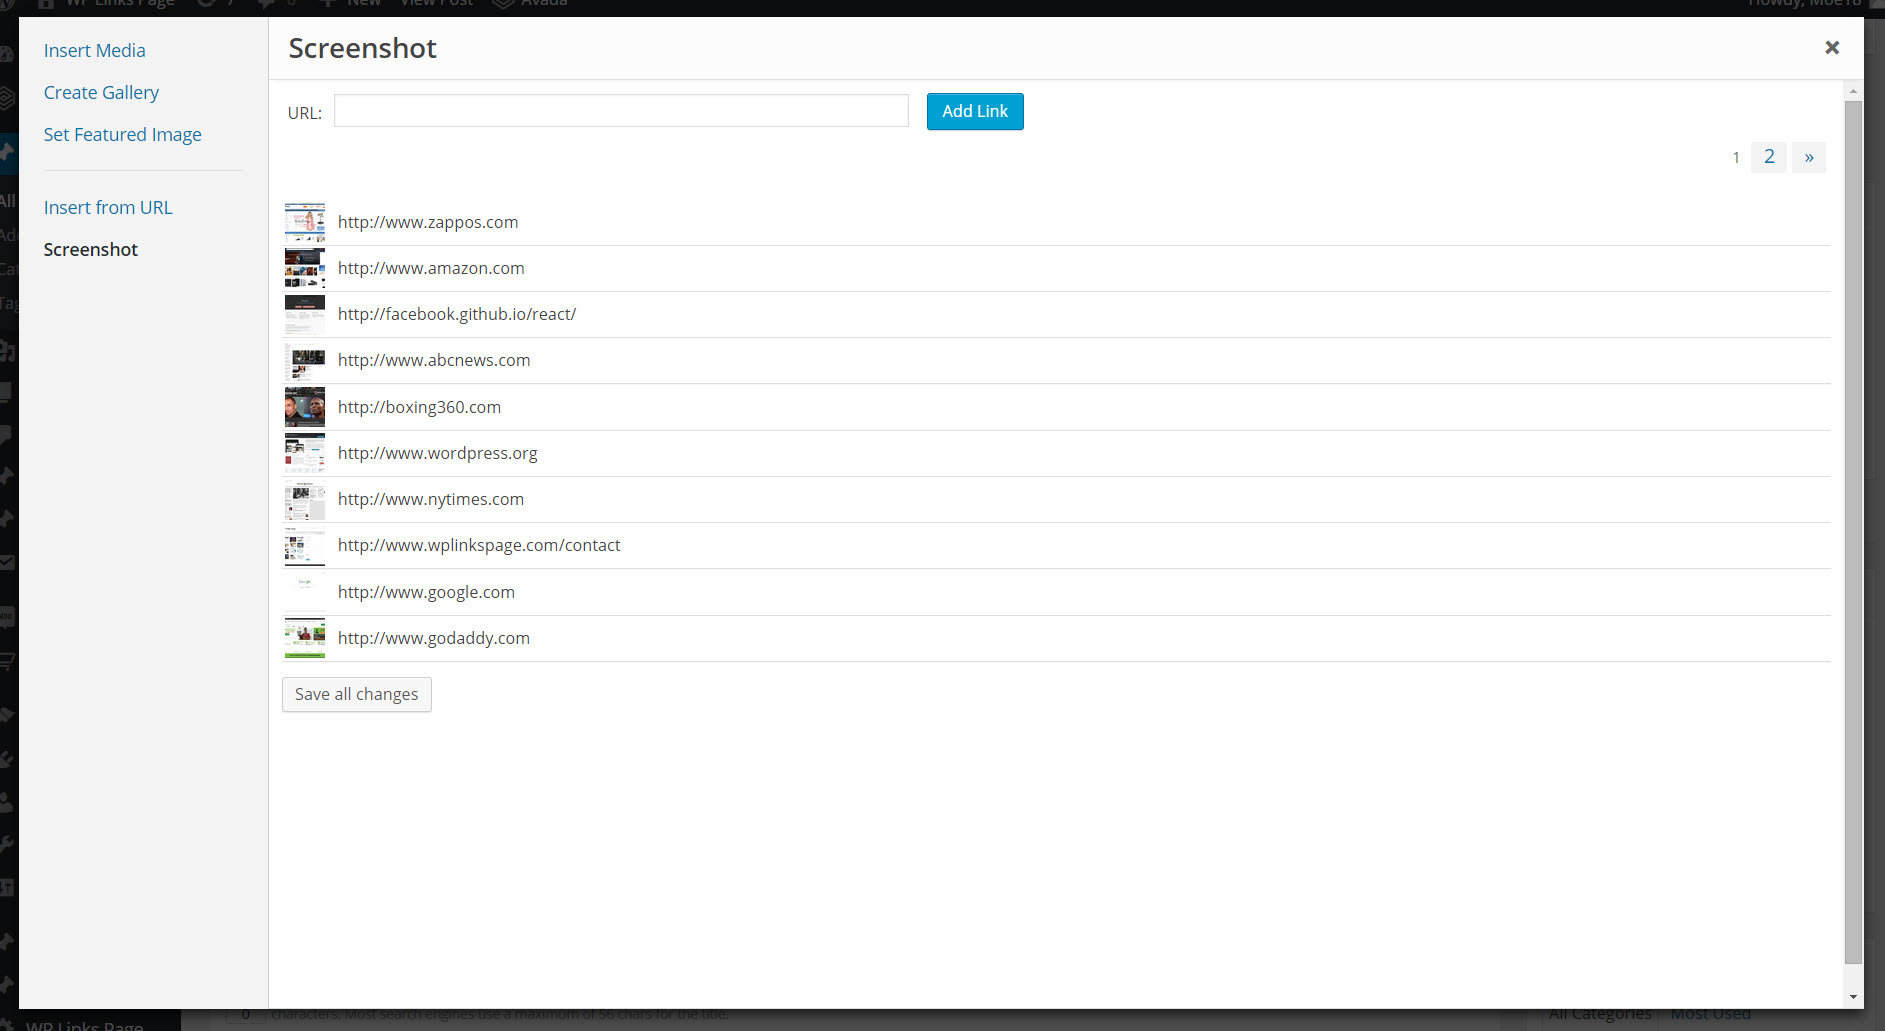 WP Links Page 7 0 New View Post Avada Howdy, Moe18
Insert Media
Create Gallery
Set Featured Image
Insert from URL
Screenshot
Screenshot
URL: Add Link
1 2 »
http://www.zappos.com
http://www.amazon.com
http://facebook.github.io/react/
http://www.abcnews.com
http://boxing360.com
http://www.wordpress.org
http://www.nytimes.com
http://www.wplinkspage.com/contact
http://www.google.com
http://www.godaddy.com
Save all changes
All
0 characters. Most search engines use a maximum of 56 chars for the title.
All Categories Most Used
WP Links Page